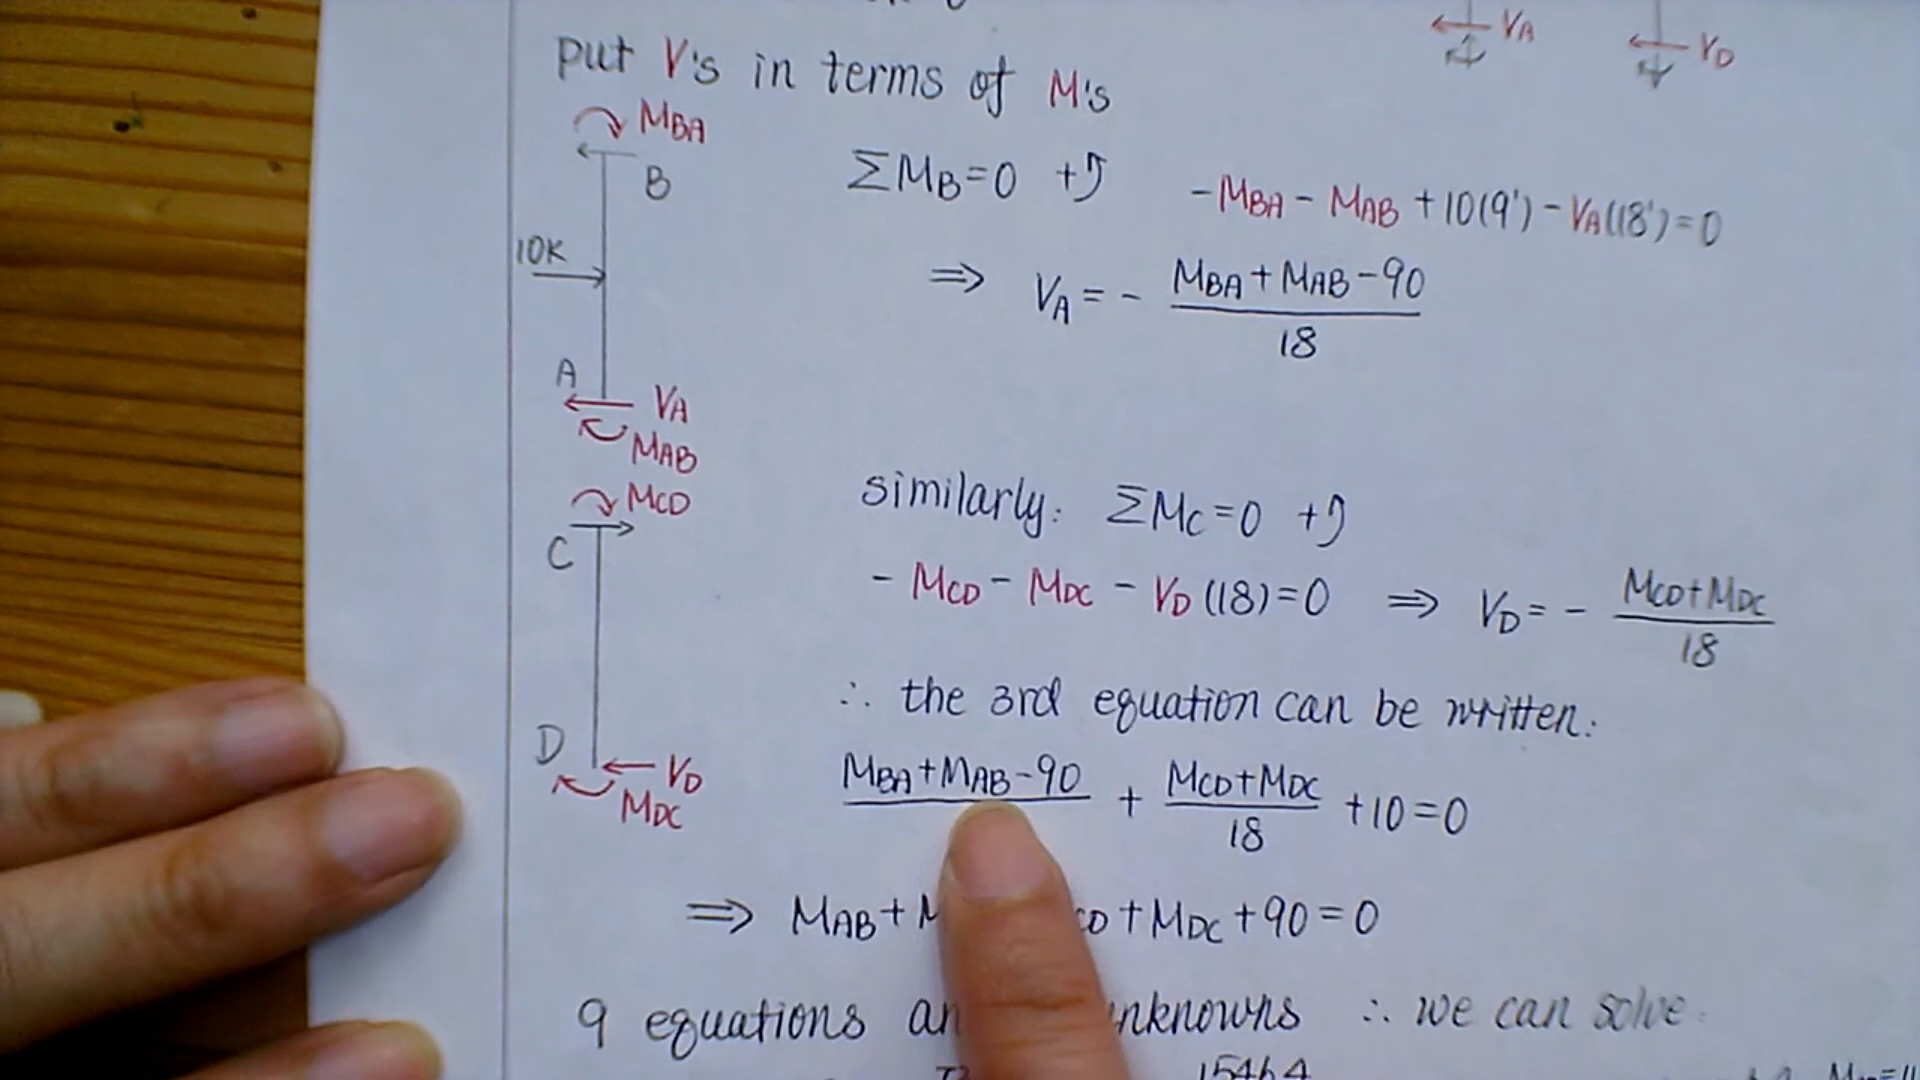 VA
VD
put V's in terms of M's
MBA
B
ΣMB=0 +
-MBA - MAB + 10(9') - VA(18') = 0
10K
⇒ VA = - MBA + MAB - 90
18
A
VA
MAB
MCD
similarly: ΣMC=0 +
C
- MCD - MDC - VD (18) = 0 ⇒ VD = - MCD+MDC
18
∴ the 3rd equation can be written:
D
VD
MDC
MBA + MAB - 90 + MCD+MDC + 10 = 0
18
⇒ MAB + + MDC + 90 = 0
9 equations ∴ we can solve.
15464